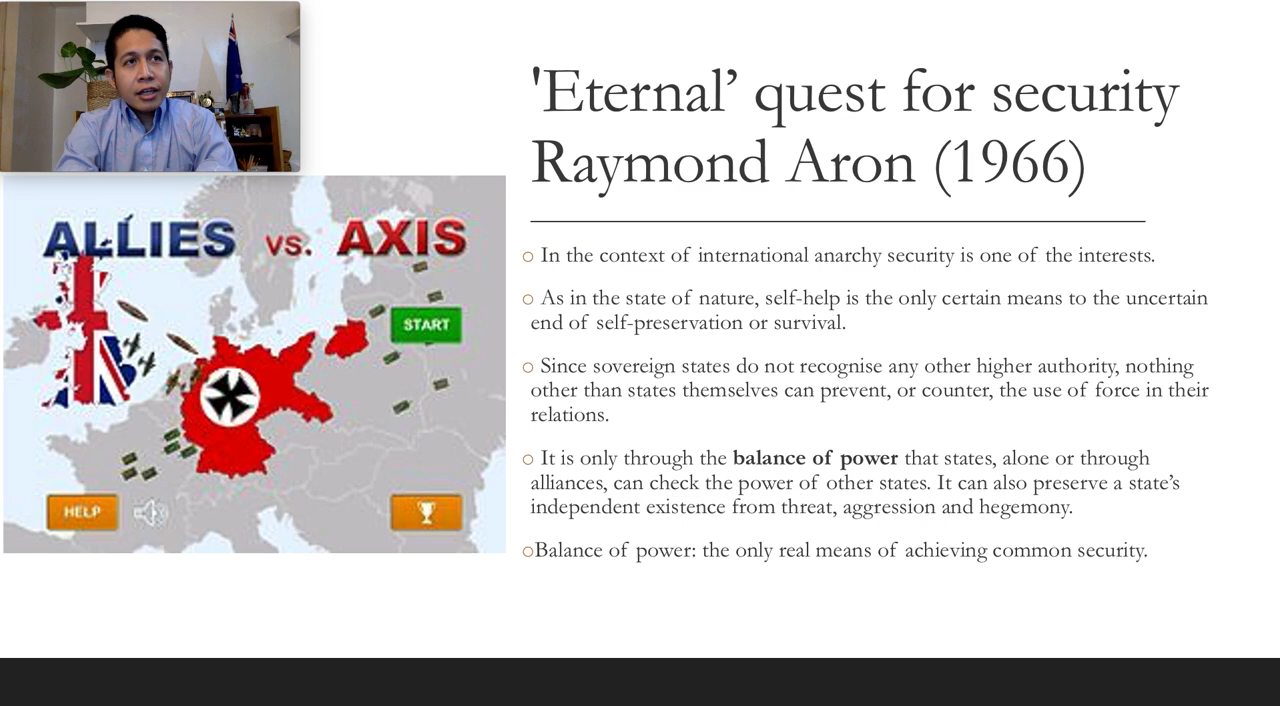 'Eternal’ quest for security
Raymond Aron (1966)
ALLIES vs. AXIS
START
HELP
o In the context of international anarchy security is one of the interests.
o As in the state of nature, self-help is the only certain means to the uncertain
end of self-preservation or survival.
o Since sovereign states do not recognise any other higher authority, nothing
other than states themselves can prevent, or counter, the use of force in their
relations.
o It is only through the balance of power that states, alone or through
alliances, can check the power of other states. It can also preserve a state’s
independent existence from threat, aggression and hegemony.
oBalance of power: the only real means of achieving common security.